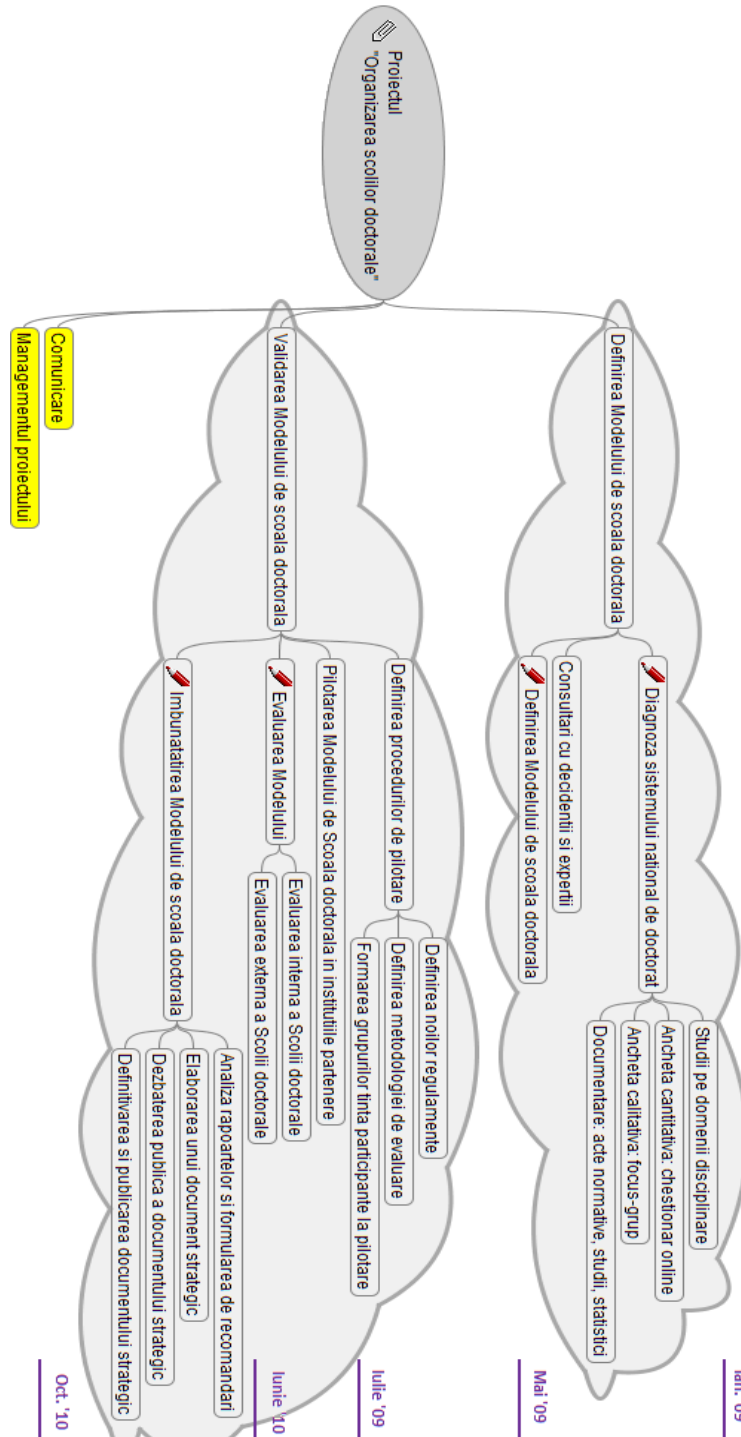 Proiectul
"Organizarea scolilor doctorale"
Definirea Modelului de scoala doctorala
Diagnoza sistemului national de doctorat
Studii pe domenii disciplinare
Ancheta cantitativa: chestionar online
Ancheta calitativa: focus-grup
Documentare: acte normative, studii, statistici
Consultari cu decidentii si expertii
Definirea Modelului de scoala doctorala
Validarea Modelului de scoala doctorala
Definirea procedurilor de pilotare
Definirea noilor regulamente
Definirea metodologiei de evaluare
Formarea grupurilor tinta participante la pilotare
Pilotarea Modelului de Scoala doctorala in institutiile partenere
Evaluarea Modelului
Evaluarea interna a Scolii doctorale
Evaluarea externa a Scolii doctorale
Imbunatatirea Modelului de scoala doctorala
Analiza rapoartelor si formularea de recomandari
Elaborarea unui document strategic
Dezbaterea publica a documentului strategic
Definitivarea si publicarea documentului strategic
Comunicare
Managementul proiectului
Ian. '09
Mai '09
Iulie '09
Iunie '10
Oct. '10